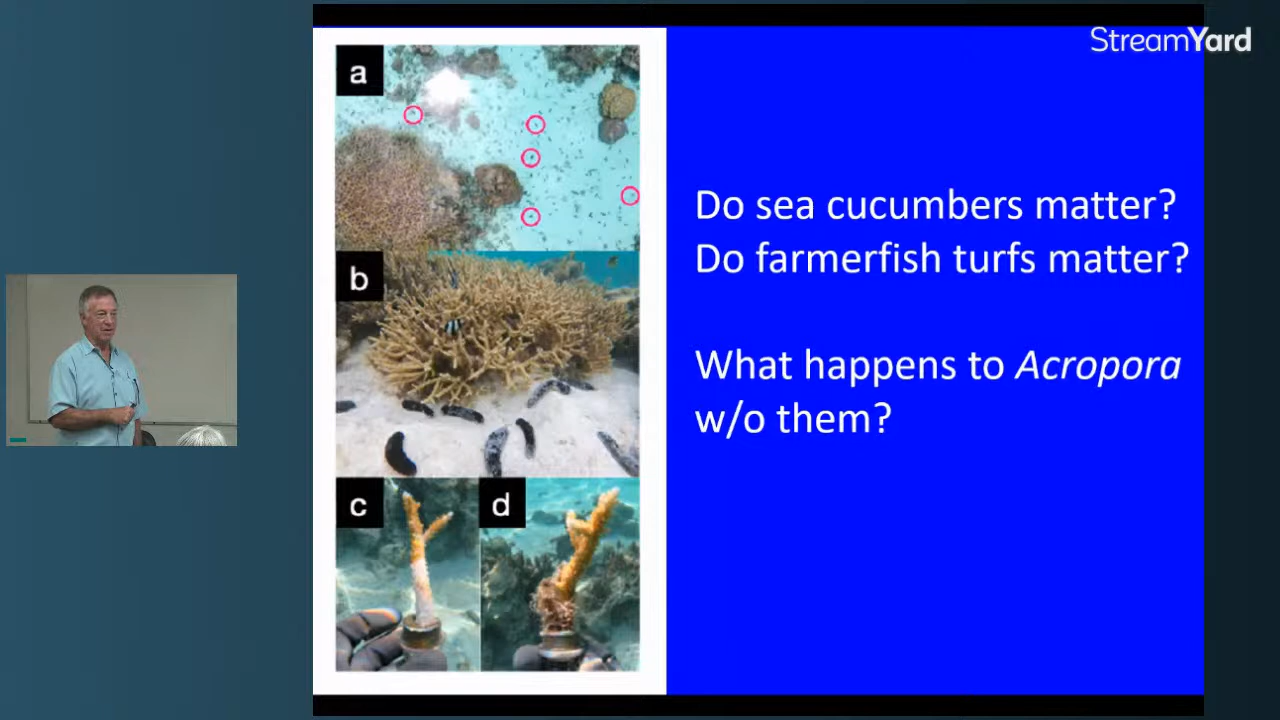 StreamYard
a
b
c
d
Do sea cucumbers matter?
Do farmerfish turfs matter?
What happens to Acropora
w/o them?